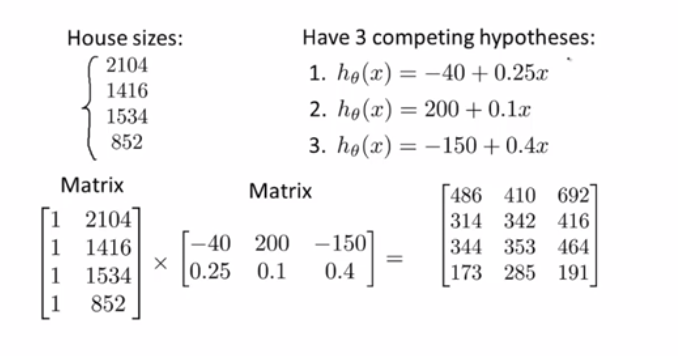 House sizes:
2104
1416
1534
852
Have 3 competing hypotheses:
1. hθ(x) = −40 + 0.25x
2. hθ(x) = 200 + 0.1x
3. hθ(x) = −150 + 0.4x
Matrix
1 2104
1 1416
1 1534
1 852
×
Matrix
−40 200 −150
0.25 0.1 0.4
=
486 410 692
314 342 416
344 353 464
173 285 191